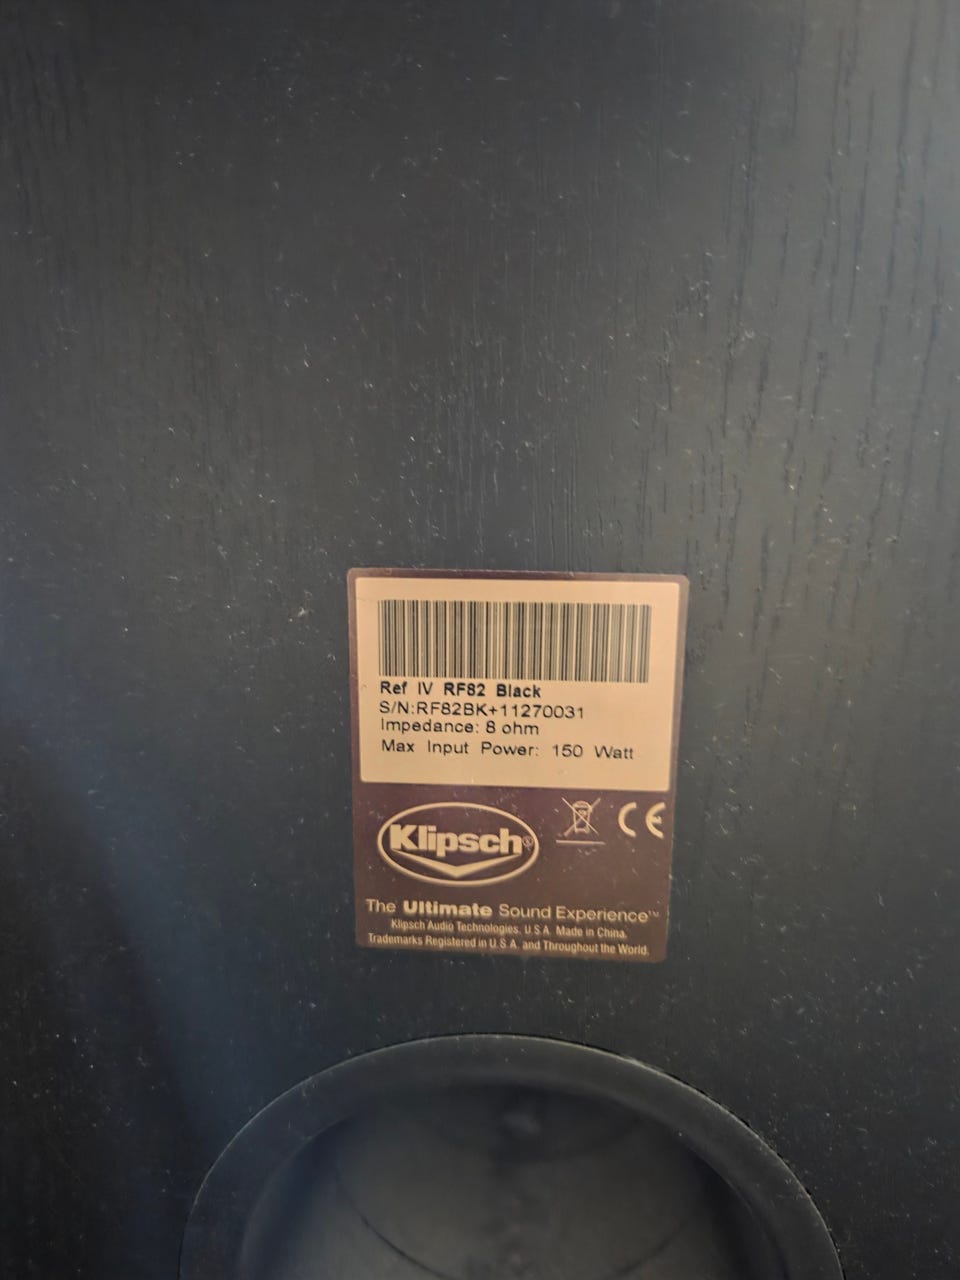 Ref IV RF82 Black
S/N:RF82BK+11270031
Impedance: 8 ohm
Max Input Power: 150 Watt
Klipsch®
CE
The Ultimate Sound Experience™
Klipsch Audio Technologies, U.S.A. Made in China.
Trademarks Registered in U.S.A. and Throughout the World.